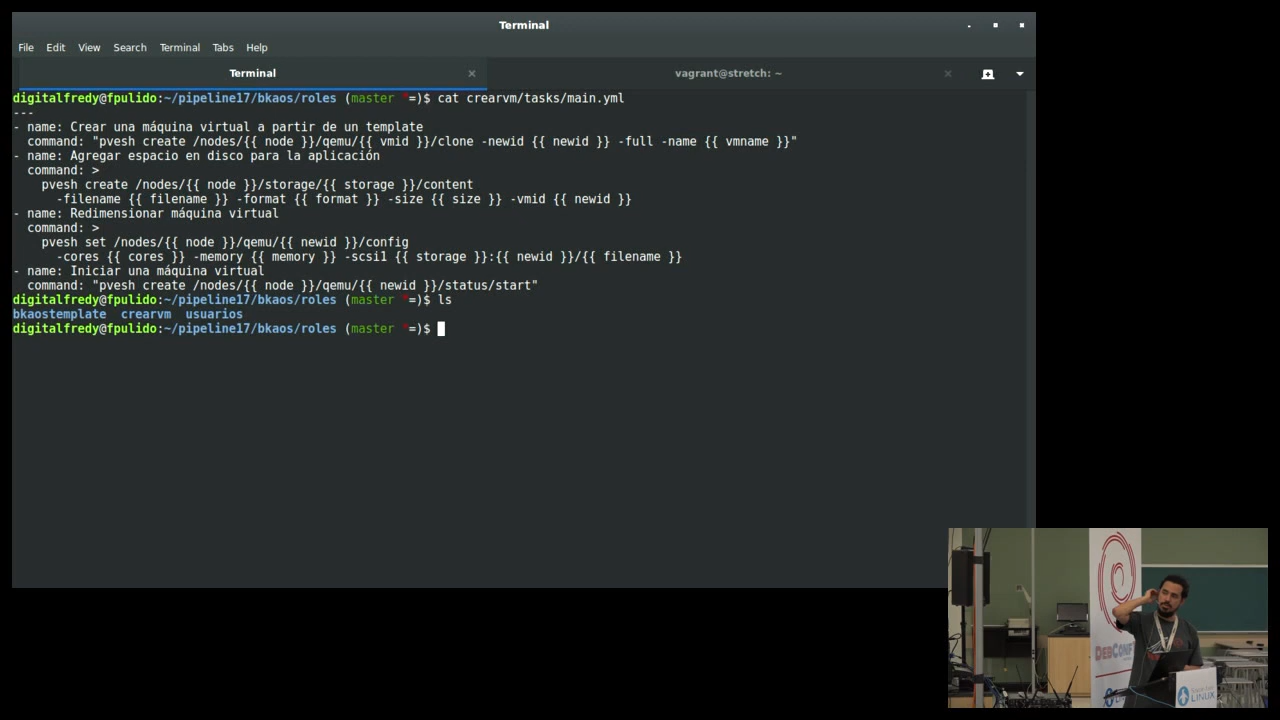 Terminal
File Edit View Search Terminal Tabs Help
Terminal vagrant@stretch: ~
digitalfredy@fpulido:~/pipeline17/bkaos/roles (master *=)$ cat crearvm/tasks/main.yml
---
- name: Crear una máquina virtual a partir de un template
  command: "pvesh create /nodes/{{ node }}/qemu/{{ vmid }}/clone -newid {{ newid }} -full -name {{ vmname }}"
- name: Agregar espacio en disco para la aplicación
  command: >
    pvesh create /nodes/{{ node }}/storage/{{ storage }}/content
      -filename {{ filename }} -format {{ format }} -size {{ size }} -vmid {{ newid }}
- name: Redimensionar máquina virtual
  command: >
    pvesh set /nodes/{{ node }}/qemu/{{ newid }}/config
      -cores {{ cores }} -memory {{ memory }} -scsi1 {{ storage }}:{{ newid }}/{{ filename }}
- name: Iniciar una máquina virtual
  command: "pvesh create /nodes/{{ node }}/qemu/{{ newid }}/status/start"
digitalfredy@fpulido:~/pipeline17/bkaos/roles (master *=)$ ls
bkaostemplate  crearvm  usuarios
digitalfredy@fpulido:~/pipeline17/bkaos/roles (master *=)$
DEBCONF
LINUX